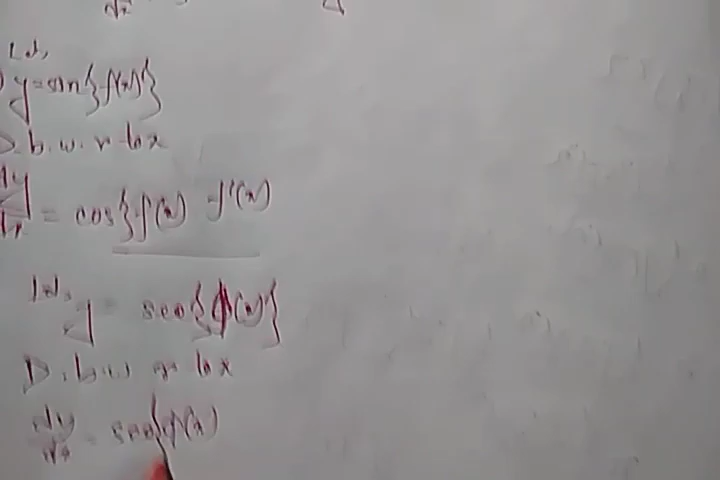 Let,
y = sin{f(x)}
D. b. w. r. to x
dy/dx = cos{f(x) · f'(x)
Let,
y = sec{ϕ(x)}
D. b. w r to x
dy/dx = sec{ϕ(x)